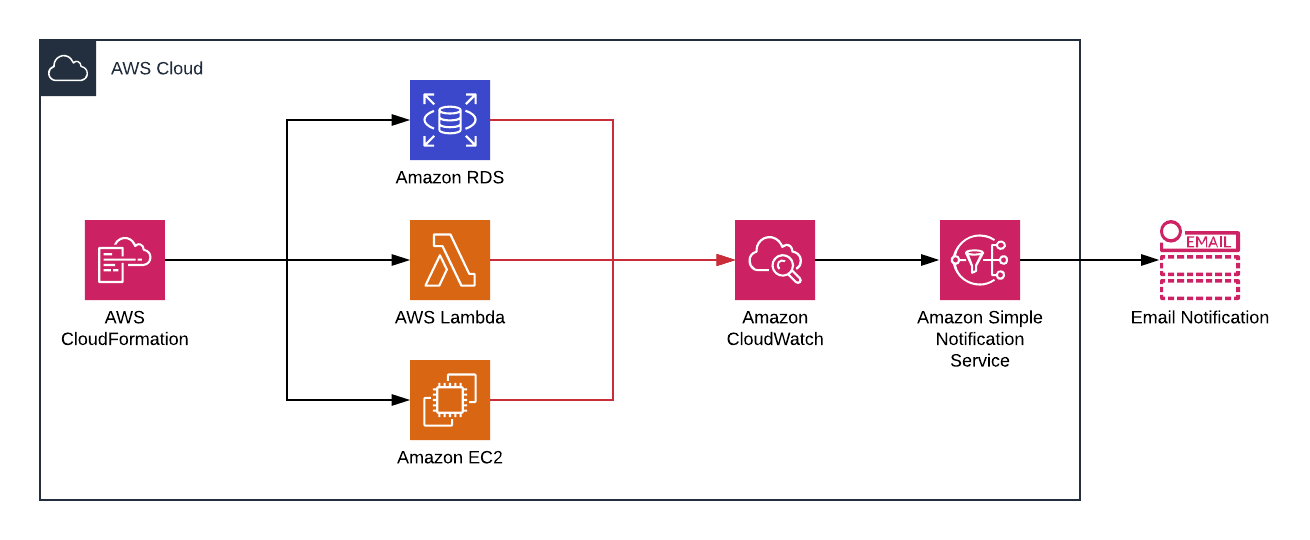 AWS Cloud
Amazon RDS
AWS
CloudFormation
AWS Lambda
Amazon EC2
Amazon
CloudWatch
Amazon Simple
Notification
Service
EMAIL
Email Notification